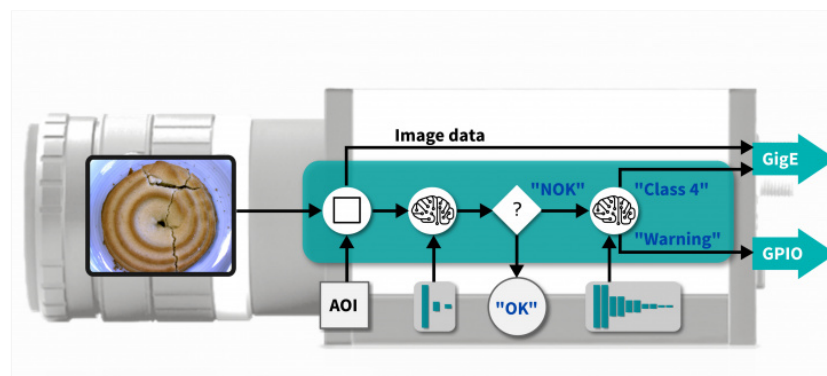 Image data
GigE
"NOK"
"Class 4"
?
"Warning"
GPIO
AOI
"OK"